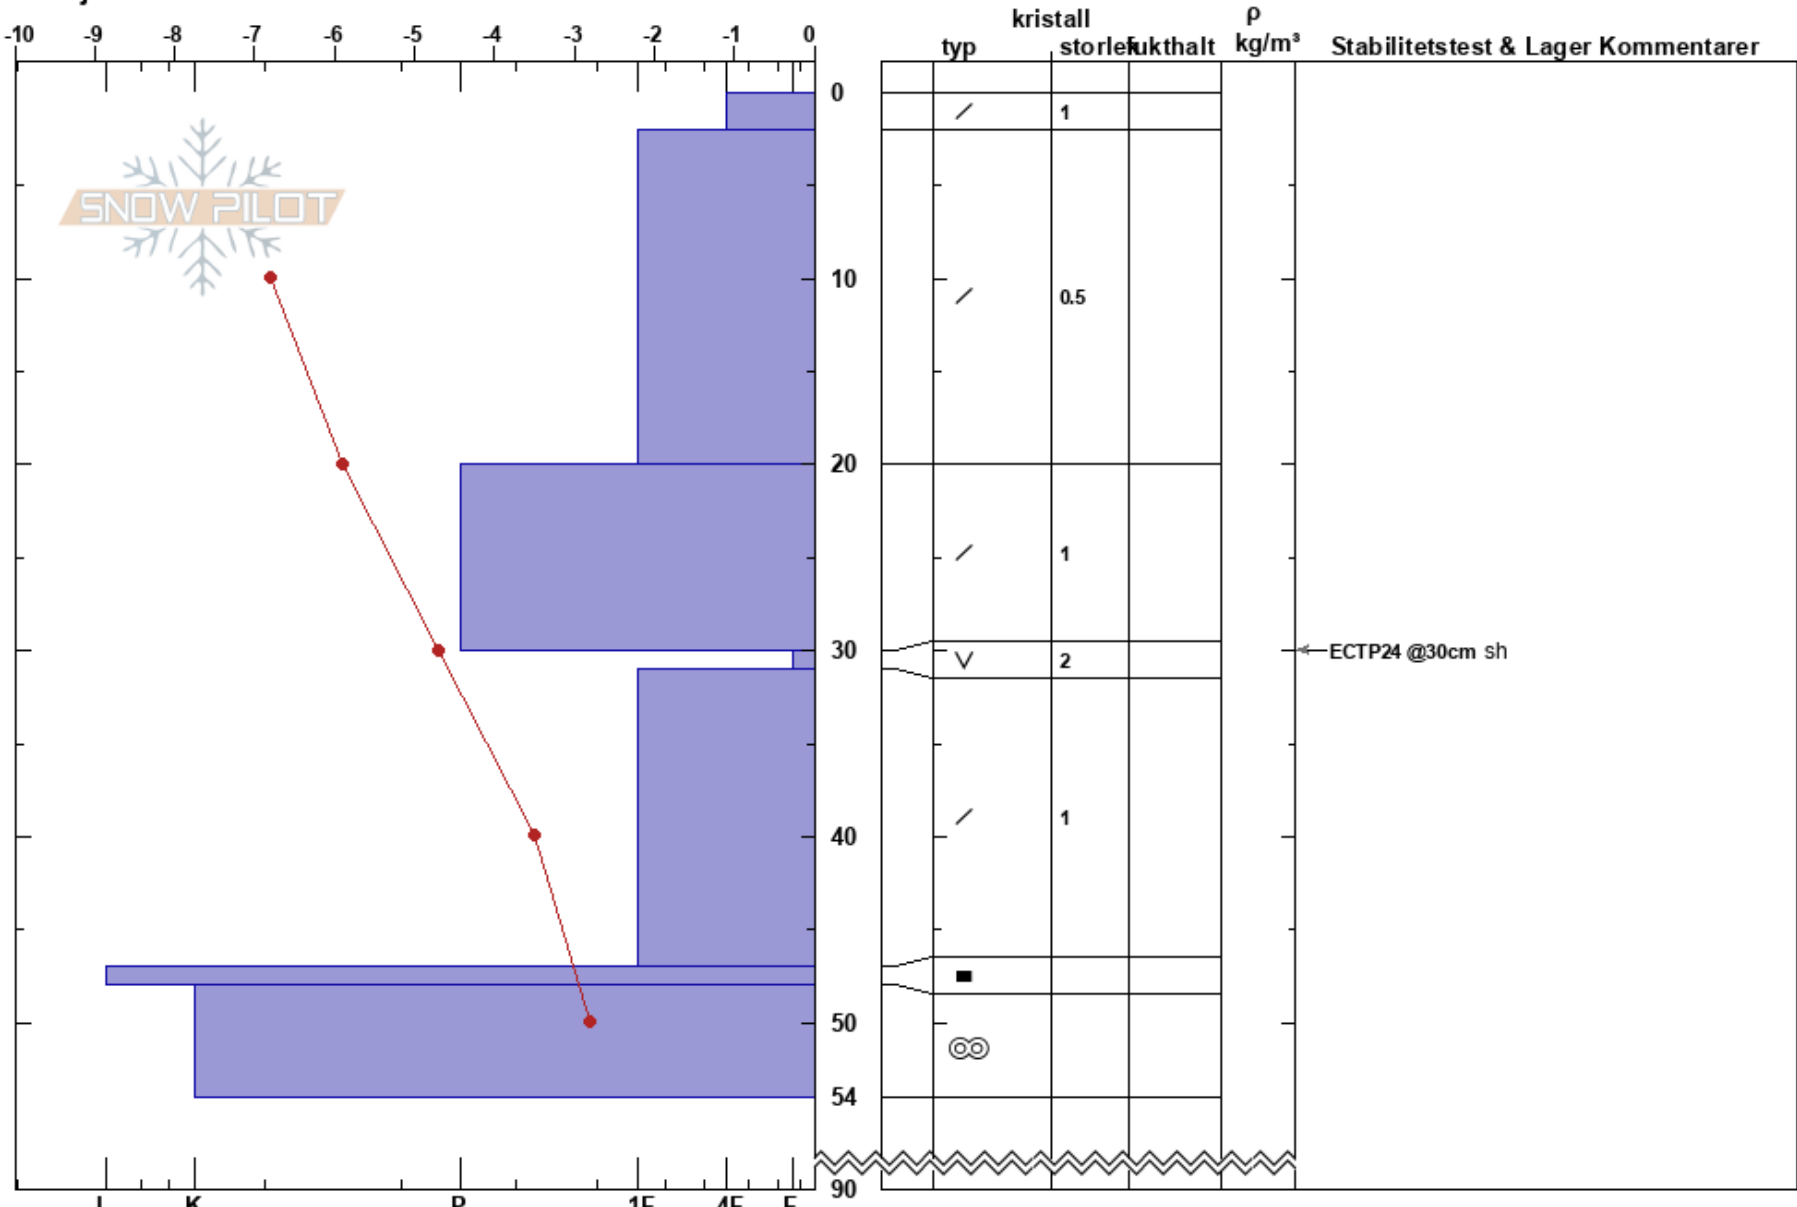 -10 -9 -8 -7 -6 -5 -4 -3 -2 -1 0
kristall
typ storlek fukthalt
ρ
kg/m³
Stabilitetstest & Lager Kommentarer
SNOW PILOT
0
1
10
0.5
20
1
30
2
ECTP24 @30cm sh
40
1
50
54
90
I K P 1F 4F F